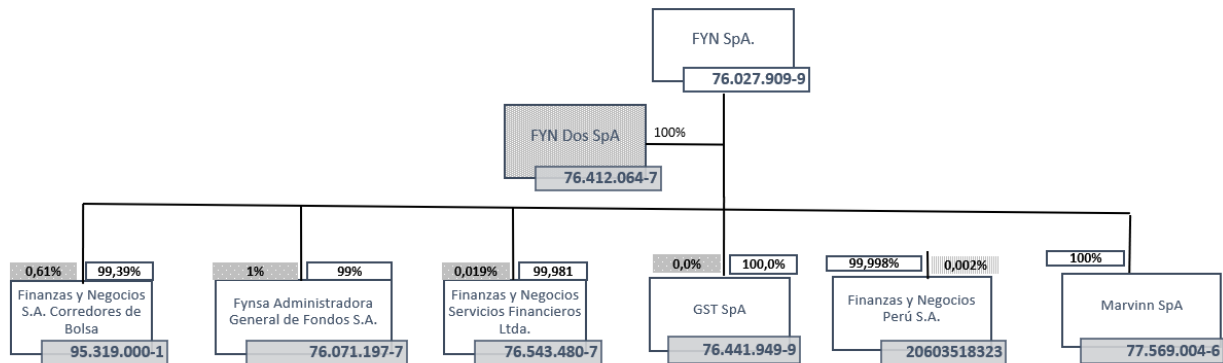 FYN SpA.
76.027.909-9
FYN Dos SpA
100%
76.412.064-7
0,61%
99,39%
Finanzas y Negocios
S.A. Corredores de
Bolsa
95.319.000-1
1%
99%
Fynsa Administradora
General de Fondos S.A.
76.071.197-7
0,019%
99,981
Finanzas y Negocios
Servicios Financieros
Ltda.
76.543.480-7
0,0%
100,0%
GST SpA
76.441.949-9
99,998%
0,002%
Finanzas y Negocios
Perú S.A.
20603518323
100%
Marvinn SpA
77.569.004-6